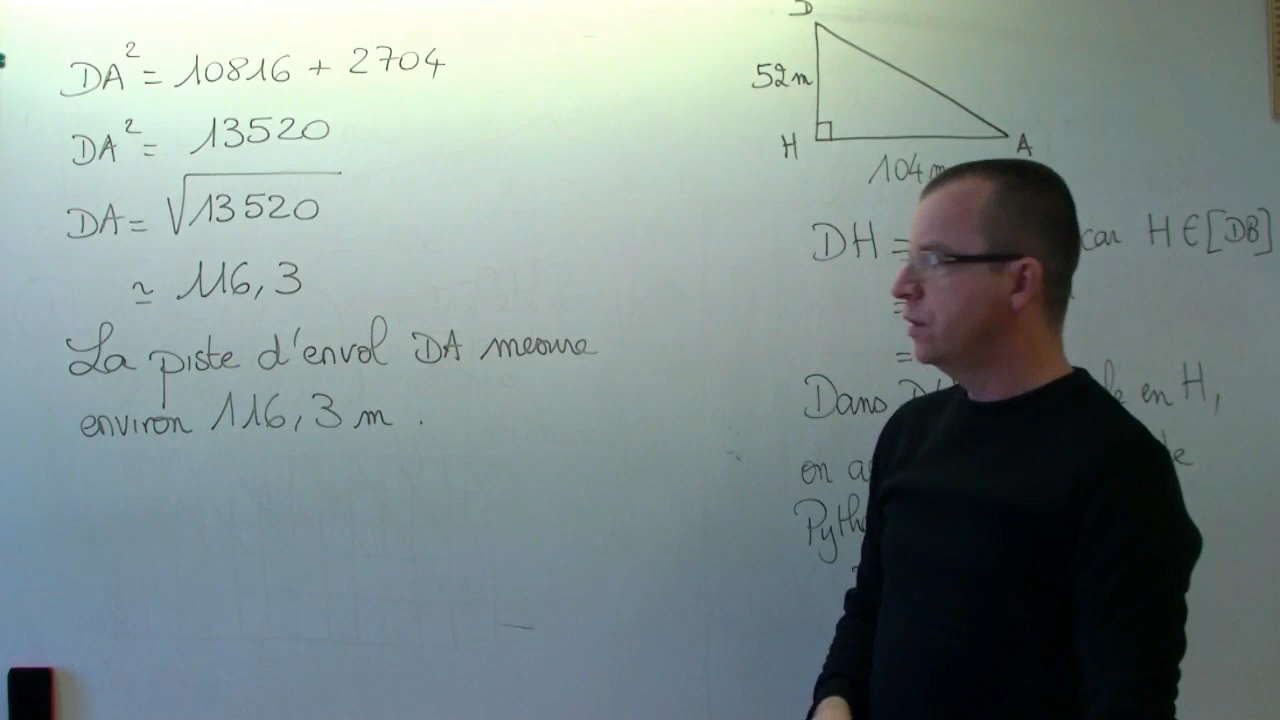 DA² = 10816 + 2704
DA² = 13520
DA = √13520
≃ 116,3
La piste d'envol DA mesure
environ 116,3 m .
D
52m
H
A
104 m
DH =
car H ∈ [DB]
=
=
Dans
en H,
on